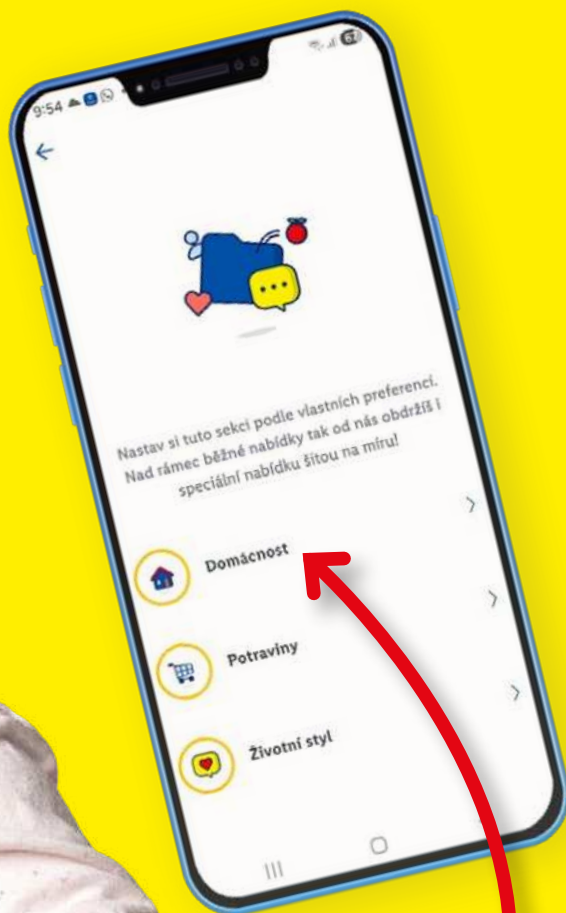 9:54
62
Nastav si tuto sekci podle vlastních preferencí.
Nad rámec běžné nabídky tak od nás obdržíš i
speciální nabídku šitou na míru!
Domácnost
Potraviny
Životní styl